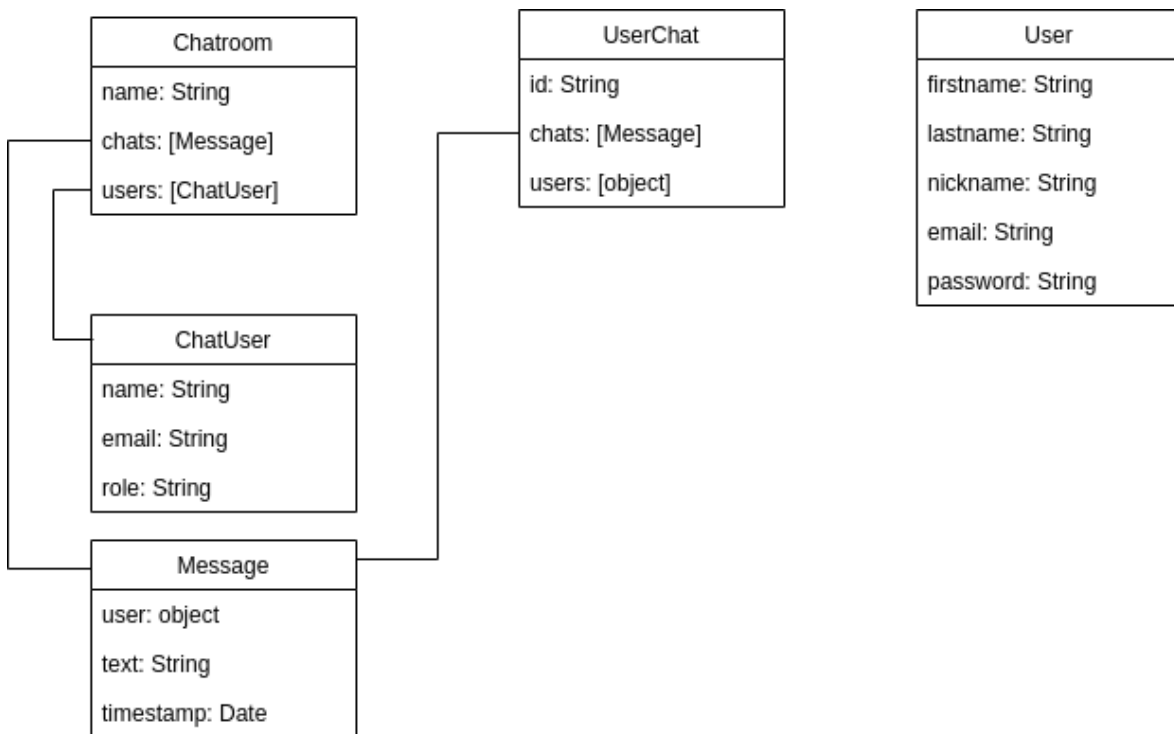 Chatroom
name: String
chats: [Message]
users: [ChatUser]
UserChat
id: String
chats: [Message]
users: [object]
User
firstname: String
lastname: String
nickname: String
email: String
password: String
ChatUser
name: String
email: String
role: String
Message
user: object
text: String
timestamp: Date